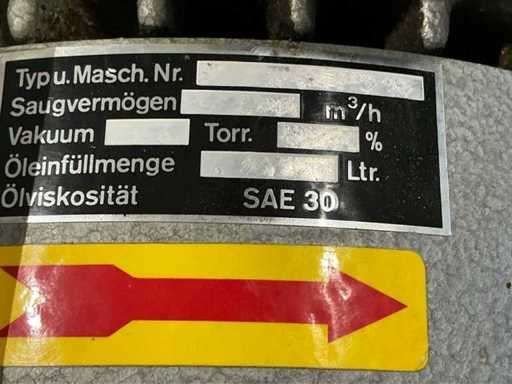 Typ u. Masch. Nr.
Saugvermögen m³/h
Vakuum Torr. %
Öleinfüllmenge Ltr.
Ölviskosität SAE 30